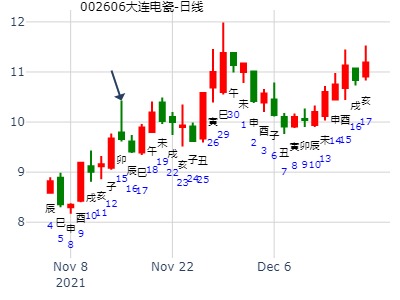 002606大连电瓷-日线
12
11
10
9
8
辰 巳 申 酉 戌 亥 子 卯 辰 巳 午 未 戌 亥 子 丑 寅 巳 午 未 申 酉 子 丑 寅 卯 辰 未 申 酉 戌 亥
4 5 8 9 10 11 12 15 16 17 18 19 22 23 24 25 26 29 30 1 2 3 6 7 8 9 10 13 14 15 16 17
Nov 8 Nov 22 Dec 6
2021